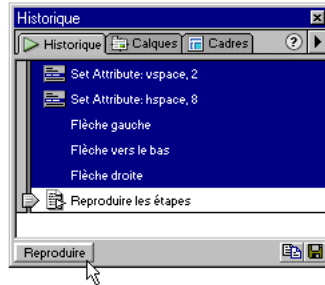 Historique
Historique Calques Cadres ?
Set Attribute: vspace, 2
Set Attribute: hspace, 8
Flèche gauche
Flèche vers le bas
Flèche droite
Reproduire les étapes
Reproduire